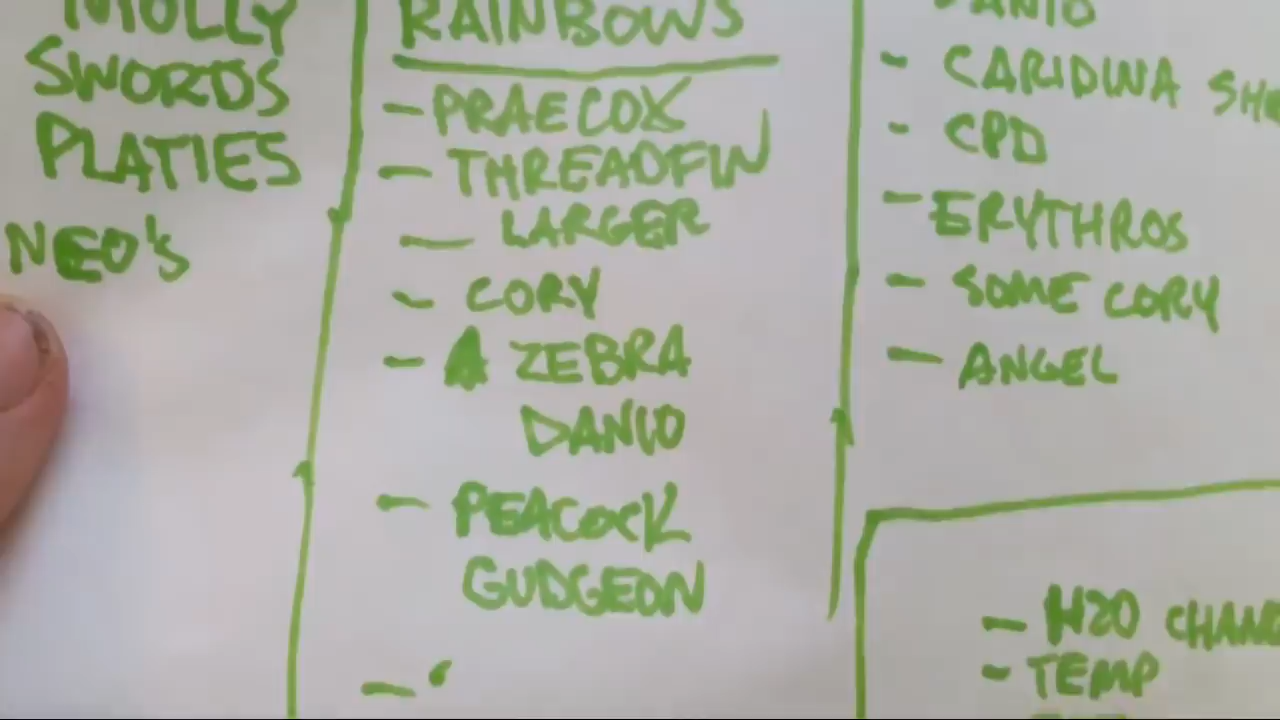 MOLLY
SWORDS
PLATIES
NEO'S
RAINBOWS
- PRAECOX
- THREADFIN
- LARGER
- CORY
- ZEBRA
DANIO
- PEACOCK
GUDGEON
-
DANIO
- CARIDINA
- CPD
- ERYTHROS
- SOME CORY
- ANGEL
- H2O
- TEMP